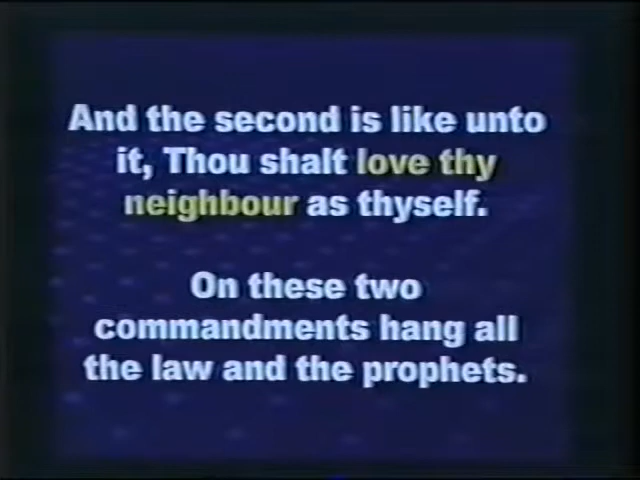 And the second is like unto
it, Thou shalt love thy
neighbour as thyself.
On these two
commandments hang all
the law and the prophets.